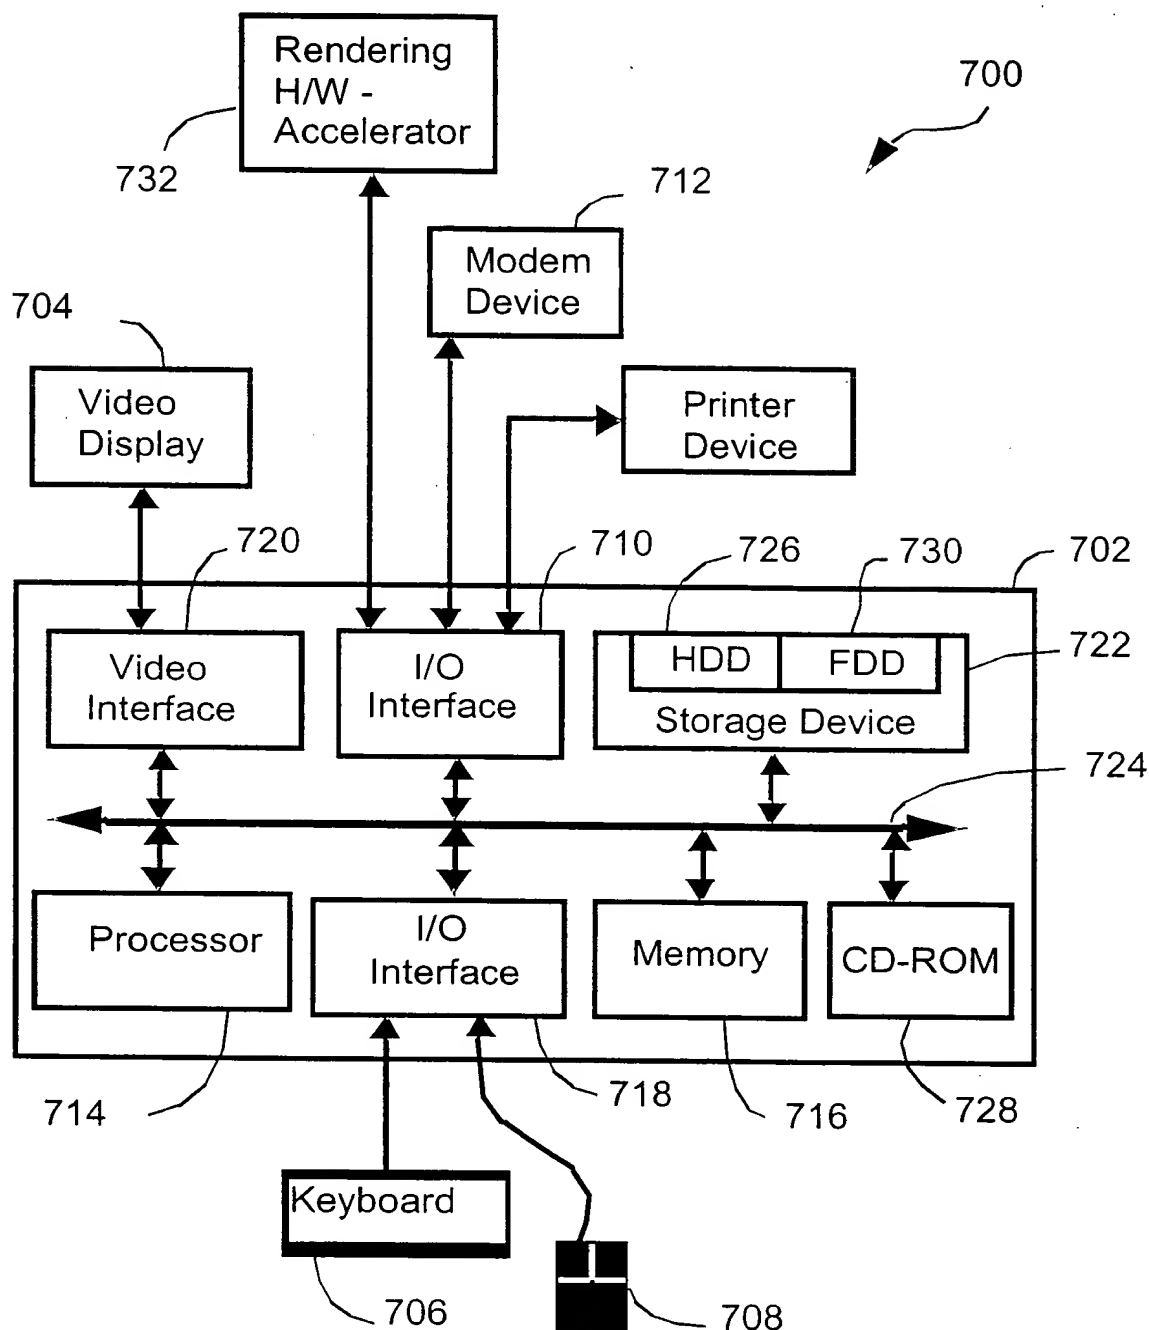 Rendering
H/W -
Accelerator
700
732
712
Modem
Device
704
Video
Display
Printer
Device
720
710
726
730
702
Video
Interface
I/O
Interface
HDD
FDD
Storage Device
722
724
Processor
I/O
Interface
Memory
CD-ROM
714
718
716
728
Keyboard
706
708